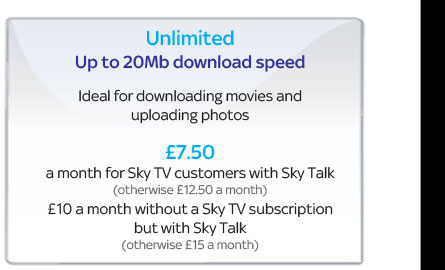 Unlimited
Up to 20Mb download speed
Ideal for downloading movies and
uploading photos
£7.50
a month for Sky TV customers with Sky Talk
(otherwise £12.50 a month)
£10 a month without a Sky TV subscription
but with Sky Talk
(otherwise £15 a month)